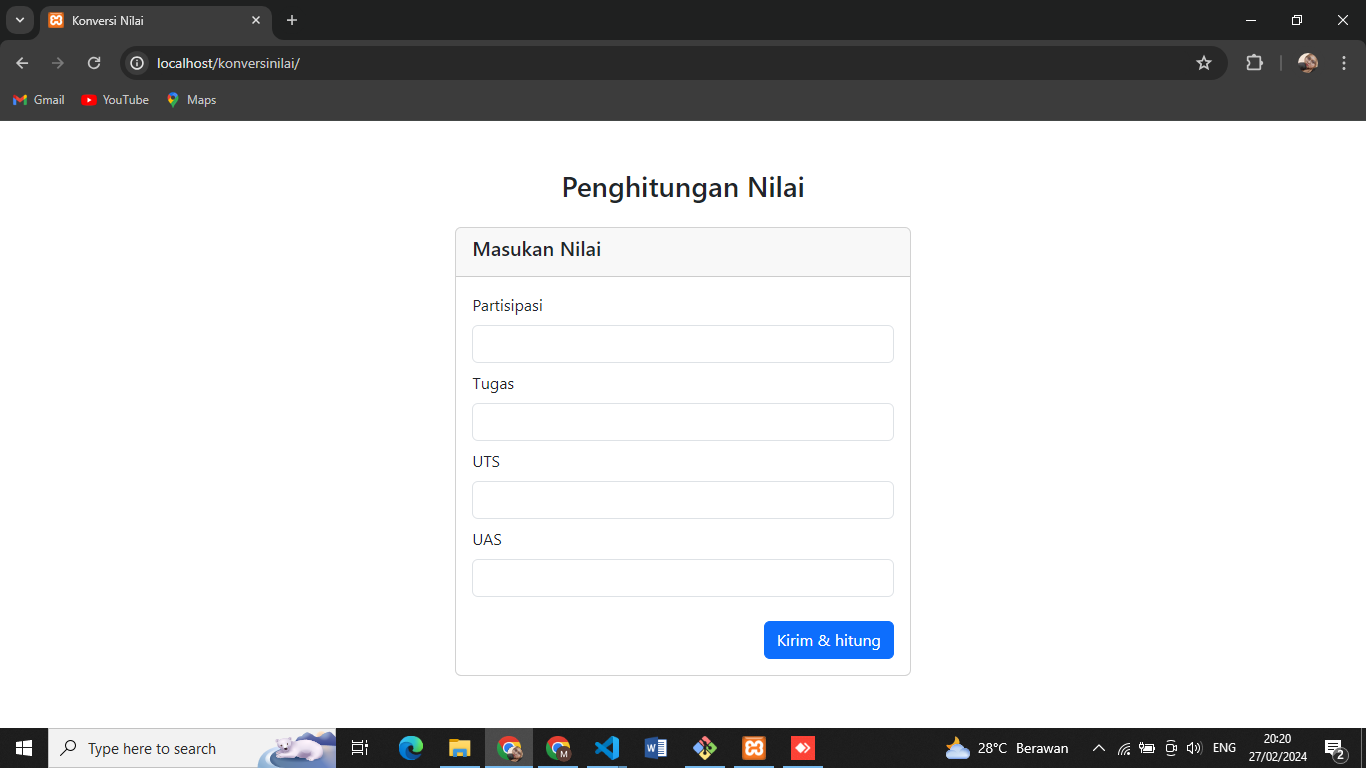 Konversi Nilai
localhost/konversinilai/
Gmail YouTube Maps
Penghitungan Nilai
Masukan Nilai
Partisipasi
Tugas
UTS
UAS
Kirim & hitung
Type here to search
M
28°C Berawan
ENG
20:20
27/02/2024
2